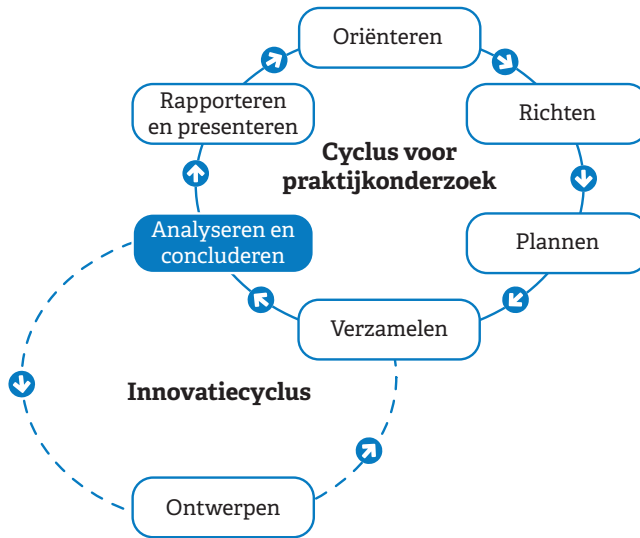 Oriënteren
Rapporteren
en presenteren
Richten
Cyclus voor
praktijkonderzoek
Analyseren en
concluderen
Plannen
Verzamelen
Innovatiecyclus
Ontwerpen